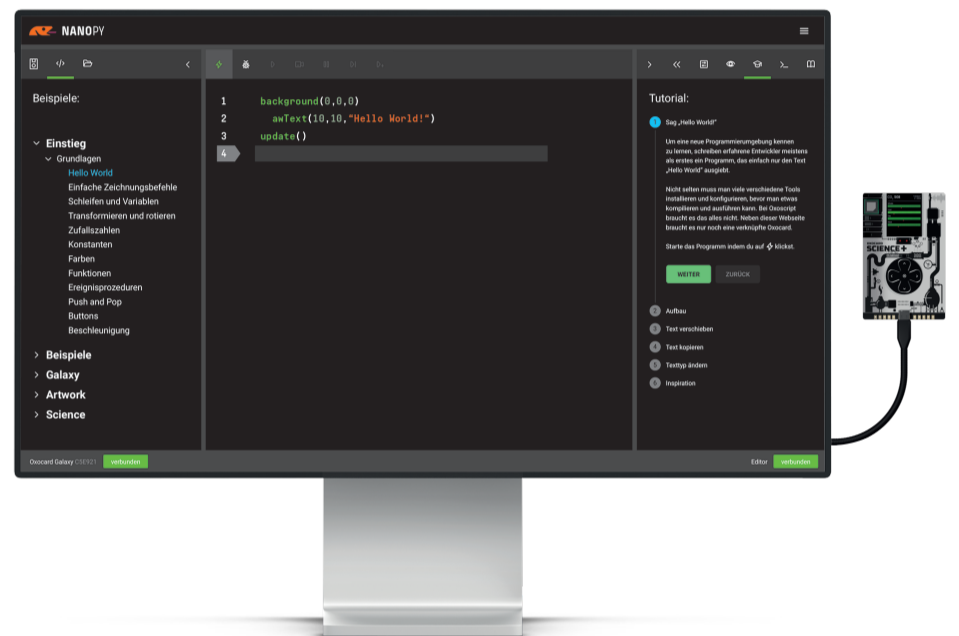 NANOPY
Beispiele:
Einstieg
Grundlagen
Hello World
Einfache Zeichnungsbefehle
Schleifen und Variablen
Transformieren und rotieren
Zufallszahlen
Konstanten
Farben
Funktionen
Ereignisprozeduren
Push and Pop
Buttons
Beschleunigung
Beispiele
Galaxy
Artwork
Science
Oxocard Galaxy C5E921 verbunden
1 background(0,0,0)
2 awText(10,10,"Hello World!")
3 update()
4
Tutorial:
1 Sag „Hello World!"
Um eine neue Programmierumgebung kennen
zu lernen, schreiben erfahrene Entwickler meistens
als erstes ein Programm, das einfach nur den Text
„Hello World" ausgiebt.
Nicht selten muss man viele verschiedene Tools
installieren und konfigurieren, bevor man etwas
kompilieren und ausführen kann. Bei Ososcript
braucht es das alles nicht. Neben dieser Webseite
braucht es nur noch eine verknüpfte Oxocard.
Starte das Programm indem du auf klickst.
WEITER ZURÜCK
2 Aufbau
3 Text verschieben
4 Text kopieren
5 Texttyp ändern
6 Inspiration
Editor verbunden
SCIENCE+